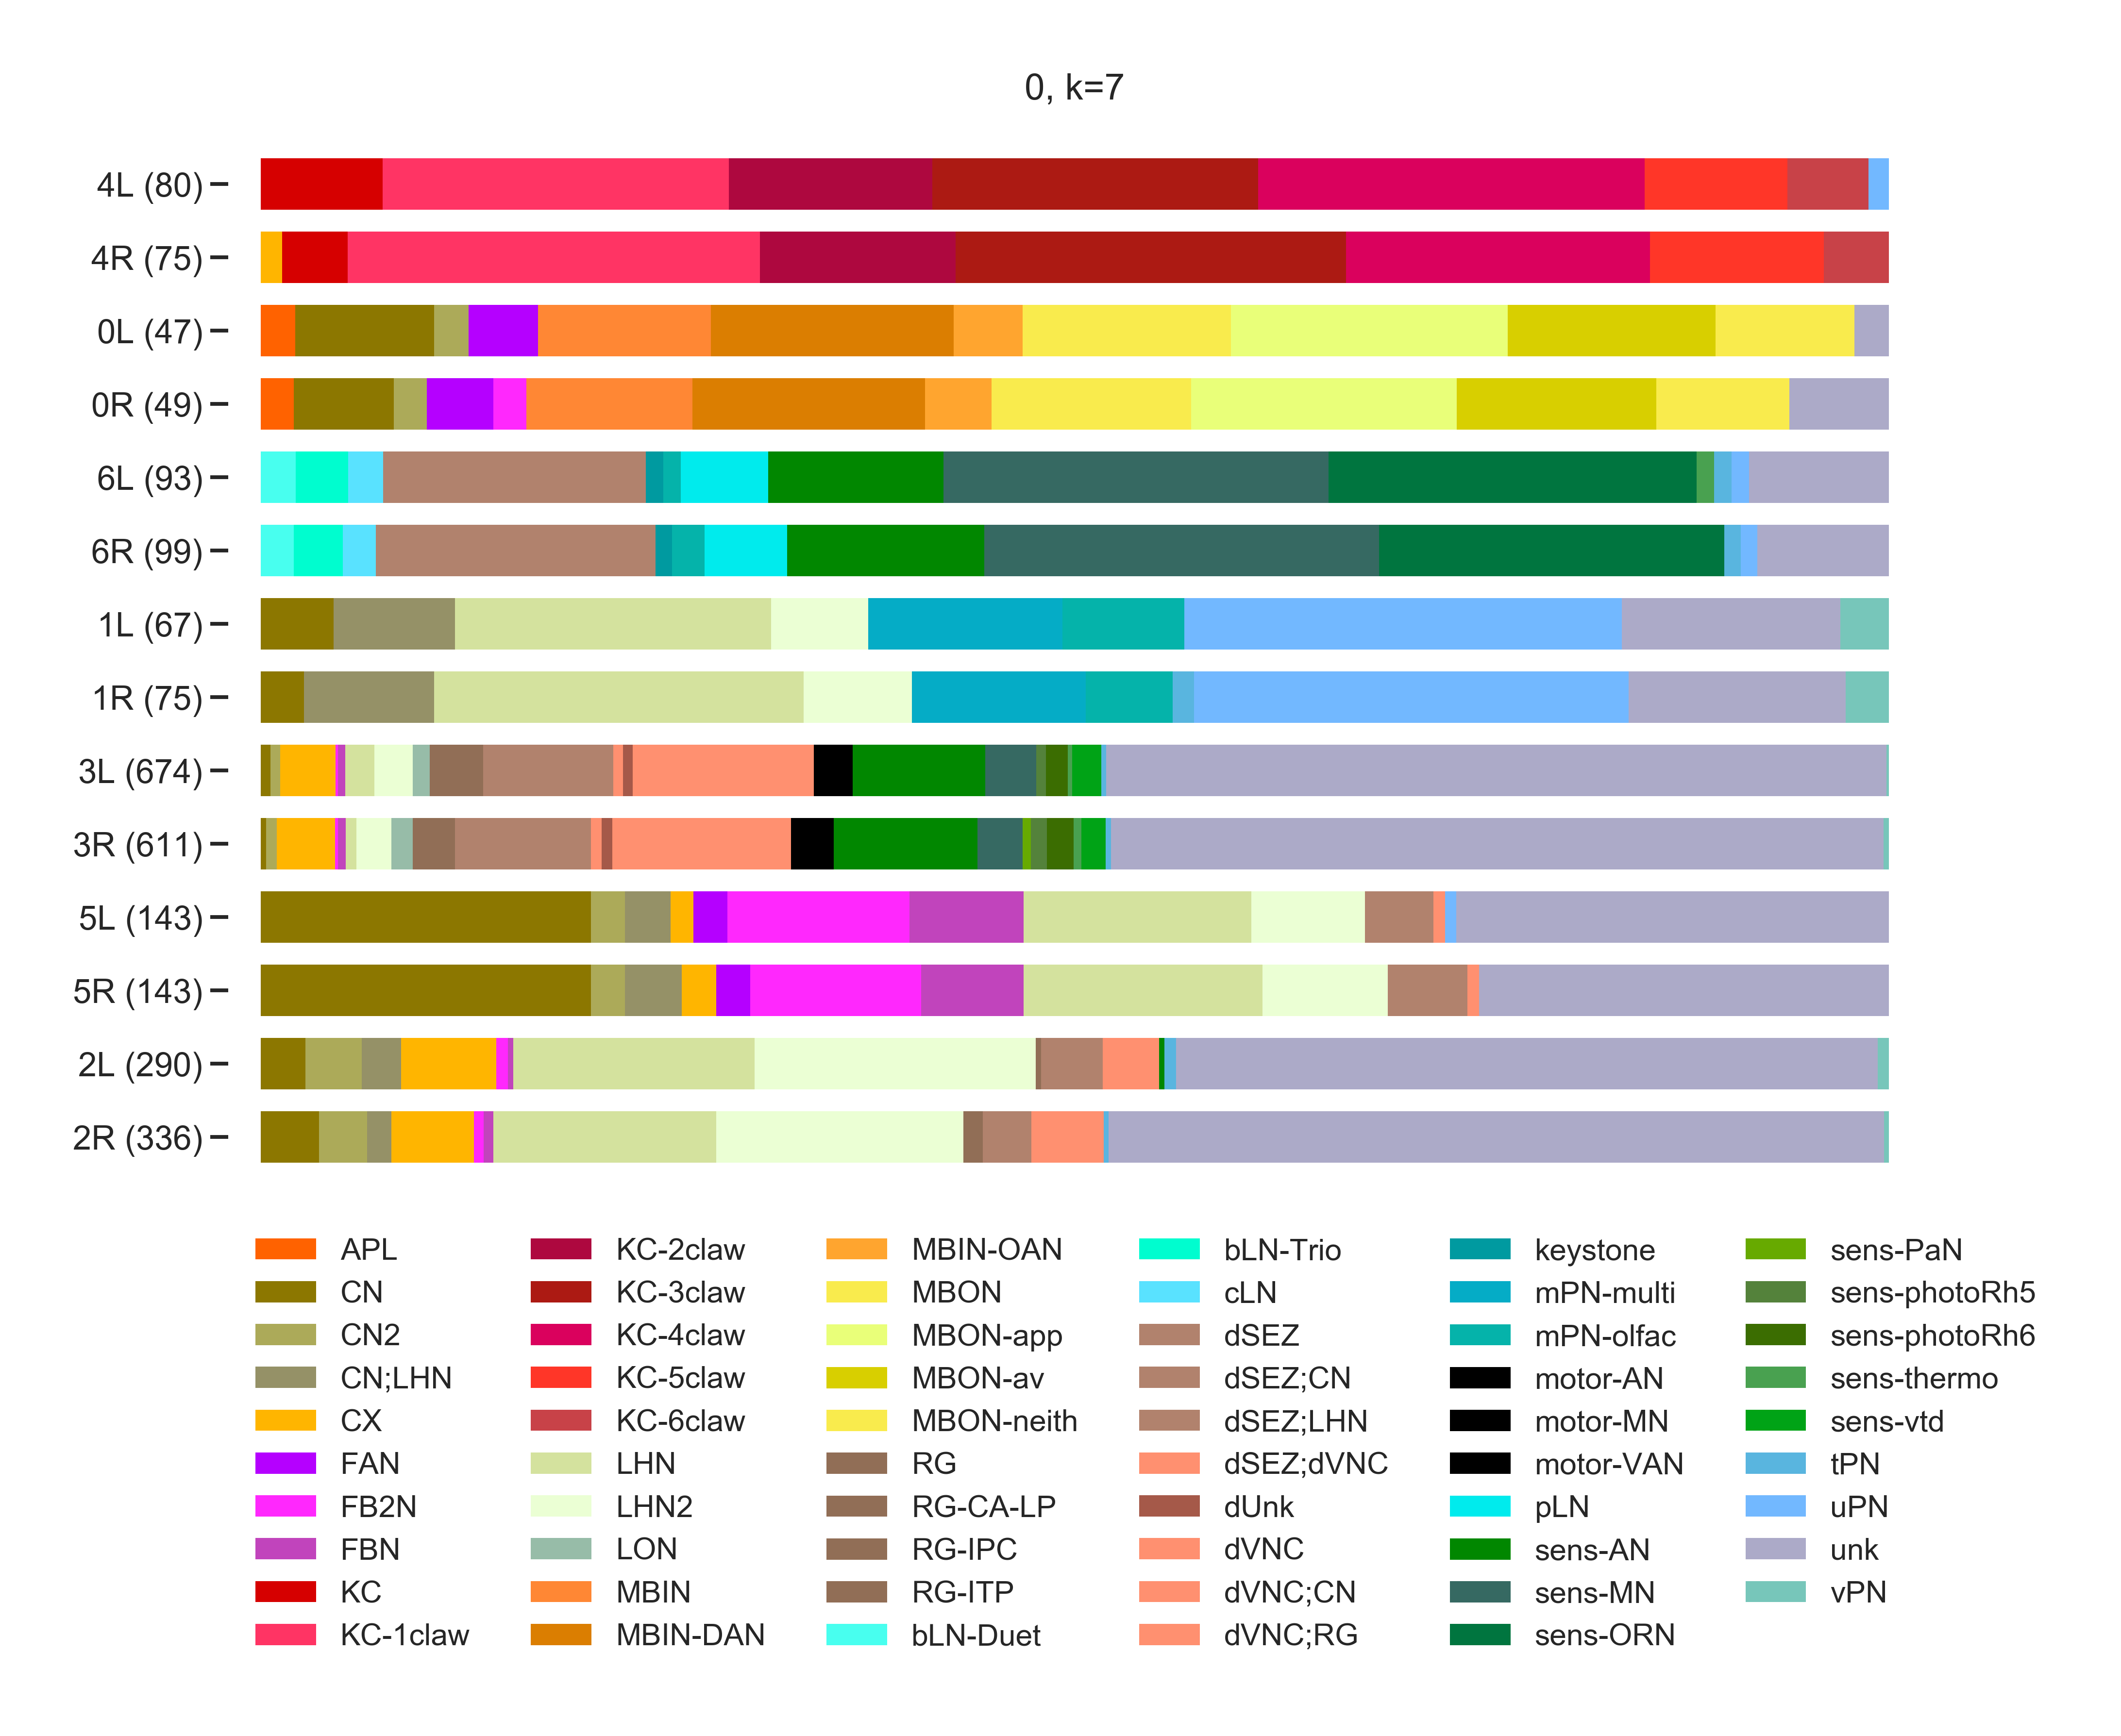 0, k=7
4L (80)
4R (75)
0L (47)
0R (49)
6L (93)
6R (99)
1L (67)
1R (75)
3L (674)
3R (611)
5L (143)
5R (143)
2L (290)
2R (336)
APL
CN
CN2
CN;LHN
CX
FAN
FB2N
FBN
KC
KC-1claw
KC-2claw
KC-3claw
KC-4claw
KC-5claw
KC-6claw
LHN
LHN2
LON
MBIN
MBIN-DAN
MBIN-OAN
MBON
MBON-app
MBON-av
MBON-neith
RG
RG-CA-LP
RG-IPC
RG-ITP
bLN-Duet
bLN-Trio
cLN
dSEZ
dSEZ;CN
dSEZ;LHN
dSEZ;dVNC
dUnk
dVNC
dVNC;CN
dVNC;RG
keystone
mPN-multi
mPN-olfac
motor-AN
motor-MN
motor-VAN
pLN
sens-AN
sens-MN
sens-ORN
sens-PaN
sens-photoRh5
sens-photoRh6
sens-thermo
sens-vtd
tPN
uPN
unk
vPN